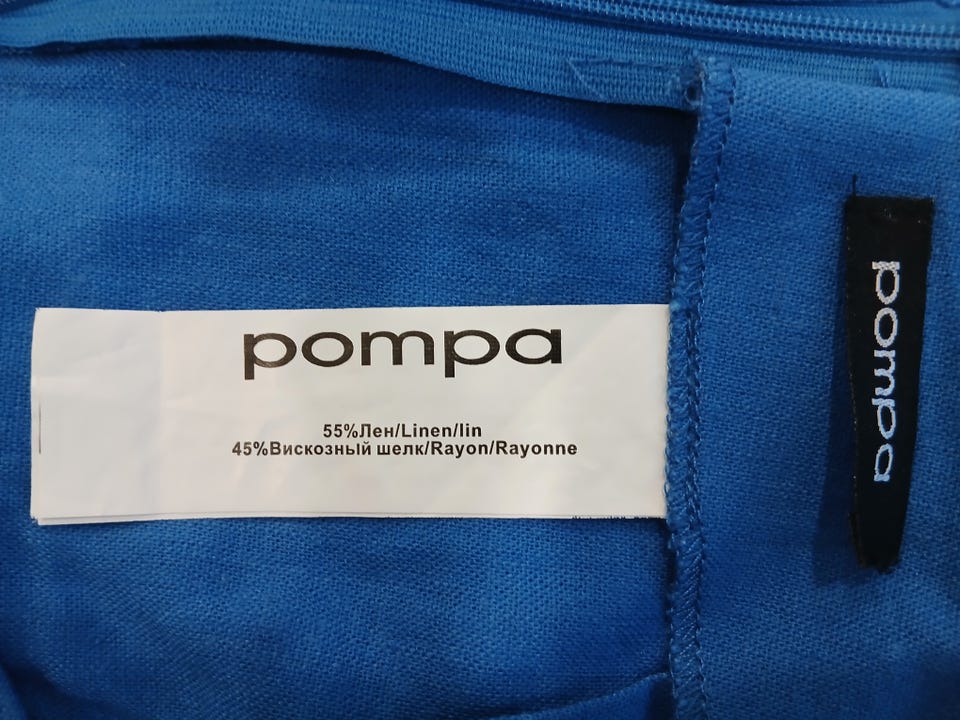 pompa
55%Лен/Linen/lin
45%Вискозный шелк/Rayon/Rayonne
pompa